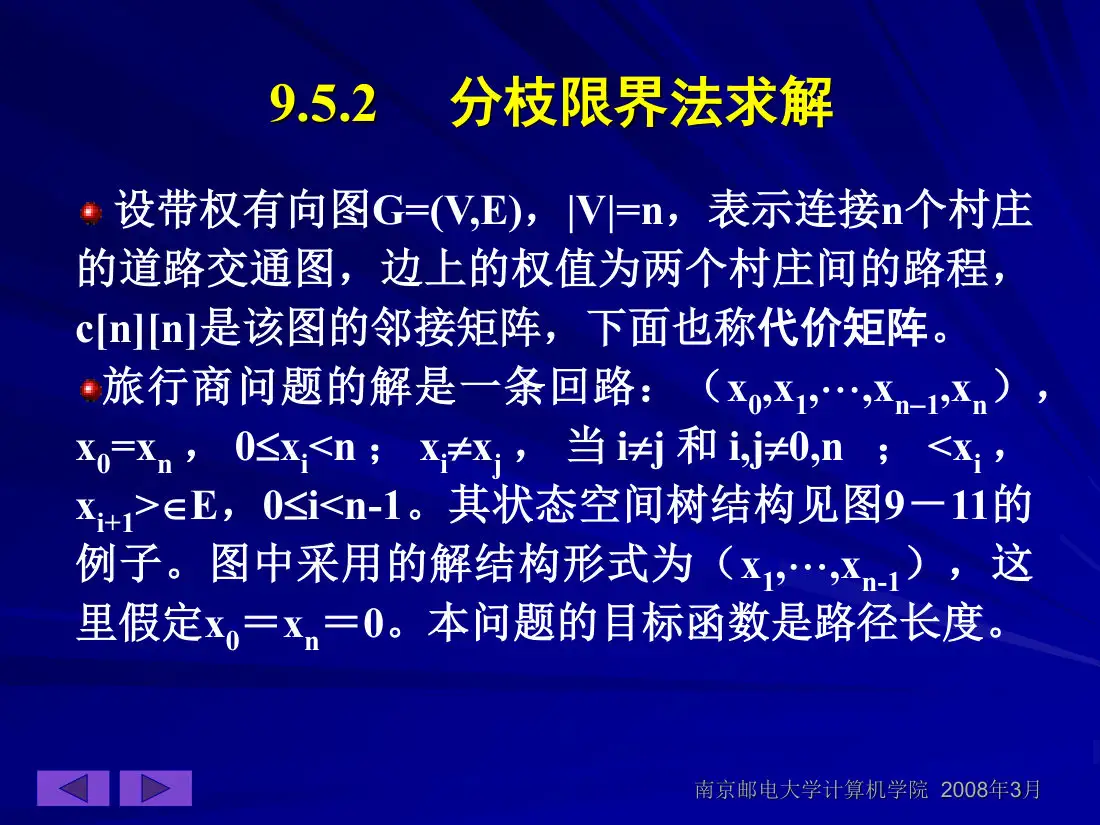 9.5.2 分枝限界法求解
设带权有向图G=(V,E)，|V|=n，表示连接n个村庄
的道路交通图，边上的权值为两个村庄间的路程，
c[n][n]是该图的邻接矩阵，下面也称代价矩阵。
旅行商问题的解是一条回路：（x0,x1,⋯,xn−1,xn），
x0=xn ， 0≤xi<n ； xi≠xj ， 当 i≠j 和 i,j≠0,n ； <xi ，
xi+1>∈E，0≤i<n-1。其状态空间树结构见图9－11的
例子。图中采用的解结构形式为（x1,⋯,xn-1），这
里假定x0＝xn＝0。本问题的目标函数是路径长度。
南京邮电大学计算机学院 2008年3月